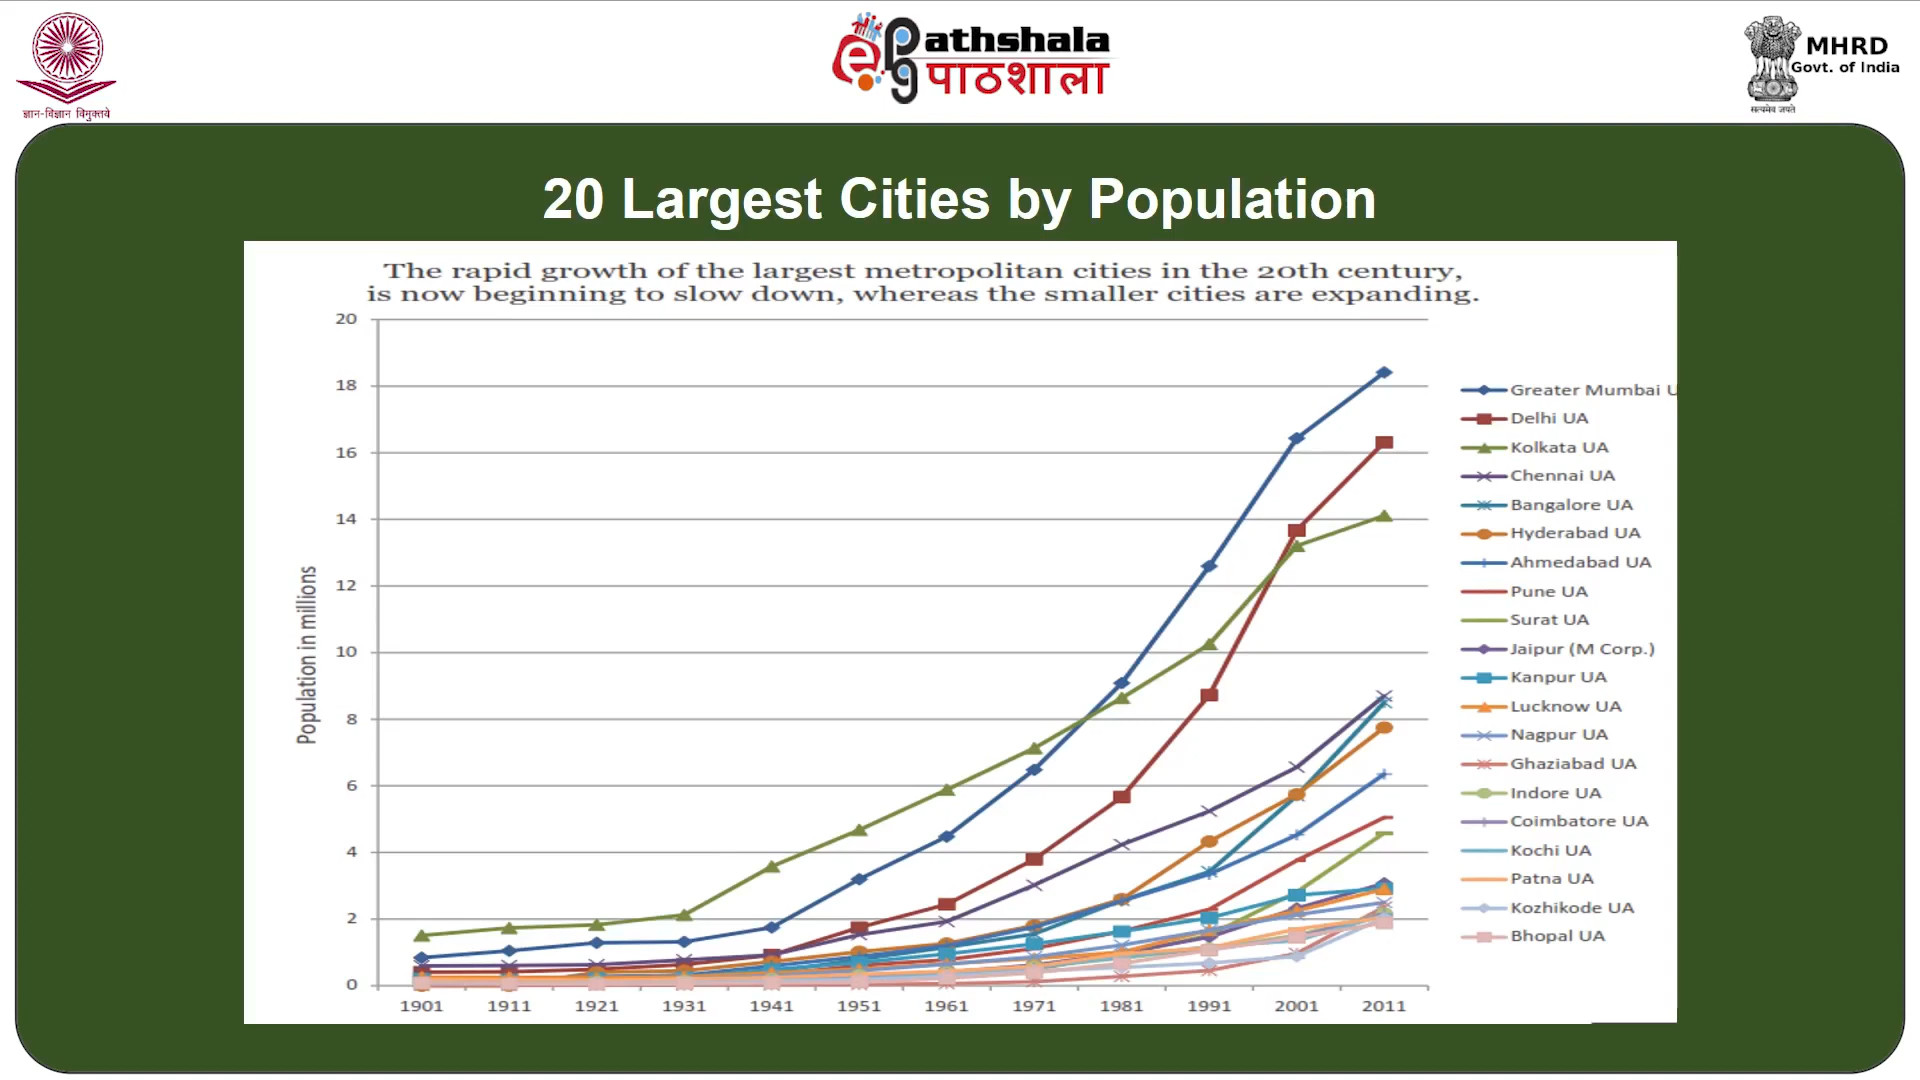 ज्ञान-विज्ञान विमुक्तये
e Pg athshala
पाठशाला
MHRD
Govt. of India
सत्यमेव जयते
20 Largest Cities by Population
The rapid growth of the largest metropolitan cities in the 20th century,
is now beginning to slow down, whereas the smaller cities are expanding.
Population in millions
20
18
16
14
12
10
8
6
4
2
0
1901 1911 1921 1931 1941 1951 1961 1971 1981 1991 2001 2011
Greater Mumbai U
Delhi UA
Kolkata UA
Chennai UA
Bangalore UA
Hyderabad UA
Ahmedabad UA
Pune UA
Surat UA
Jaipur (M Corp.)
Kanpur UA
Lucknow UA
Nagpur UA
Ghaziabad UA
Indore UA
Coimbatore UA
Kochi UA
Patna UA
Kozhikode UA
Bhopal UA